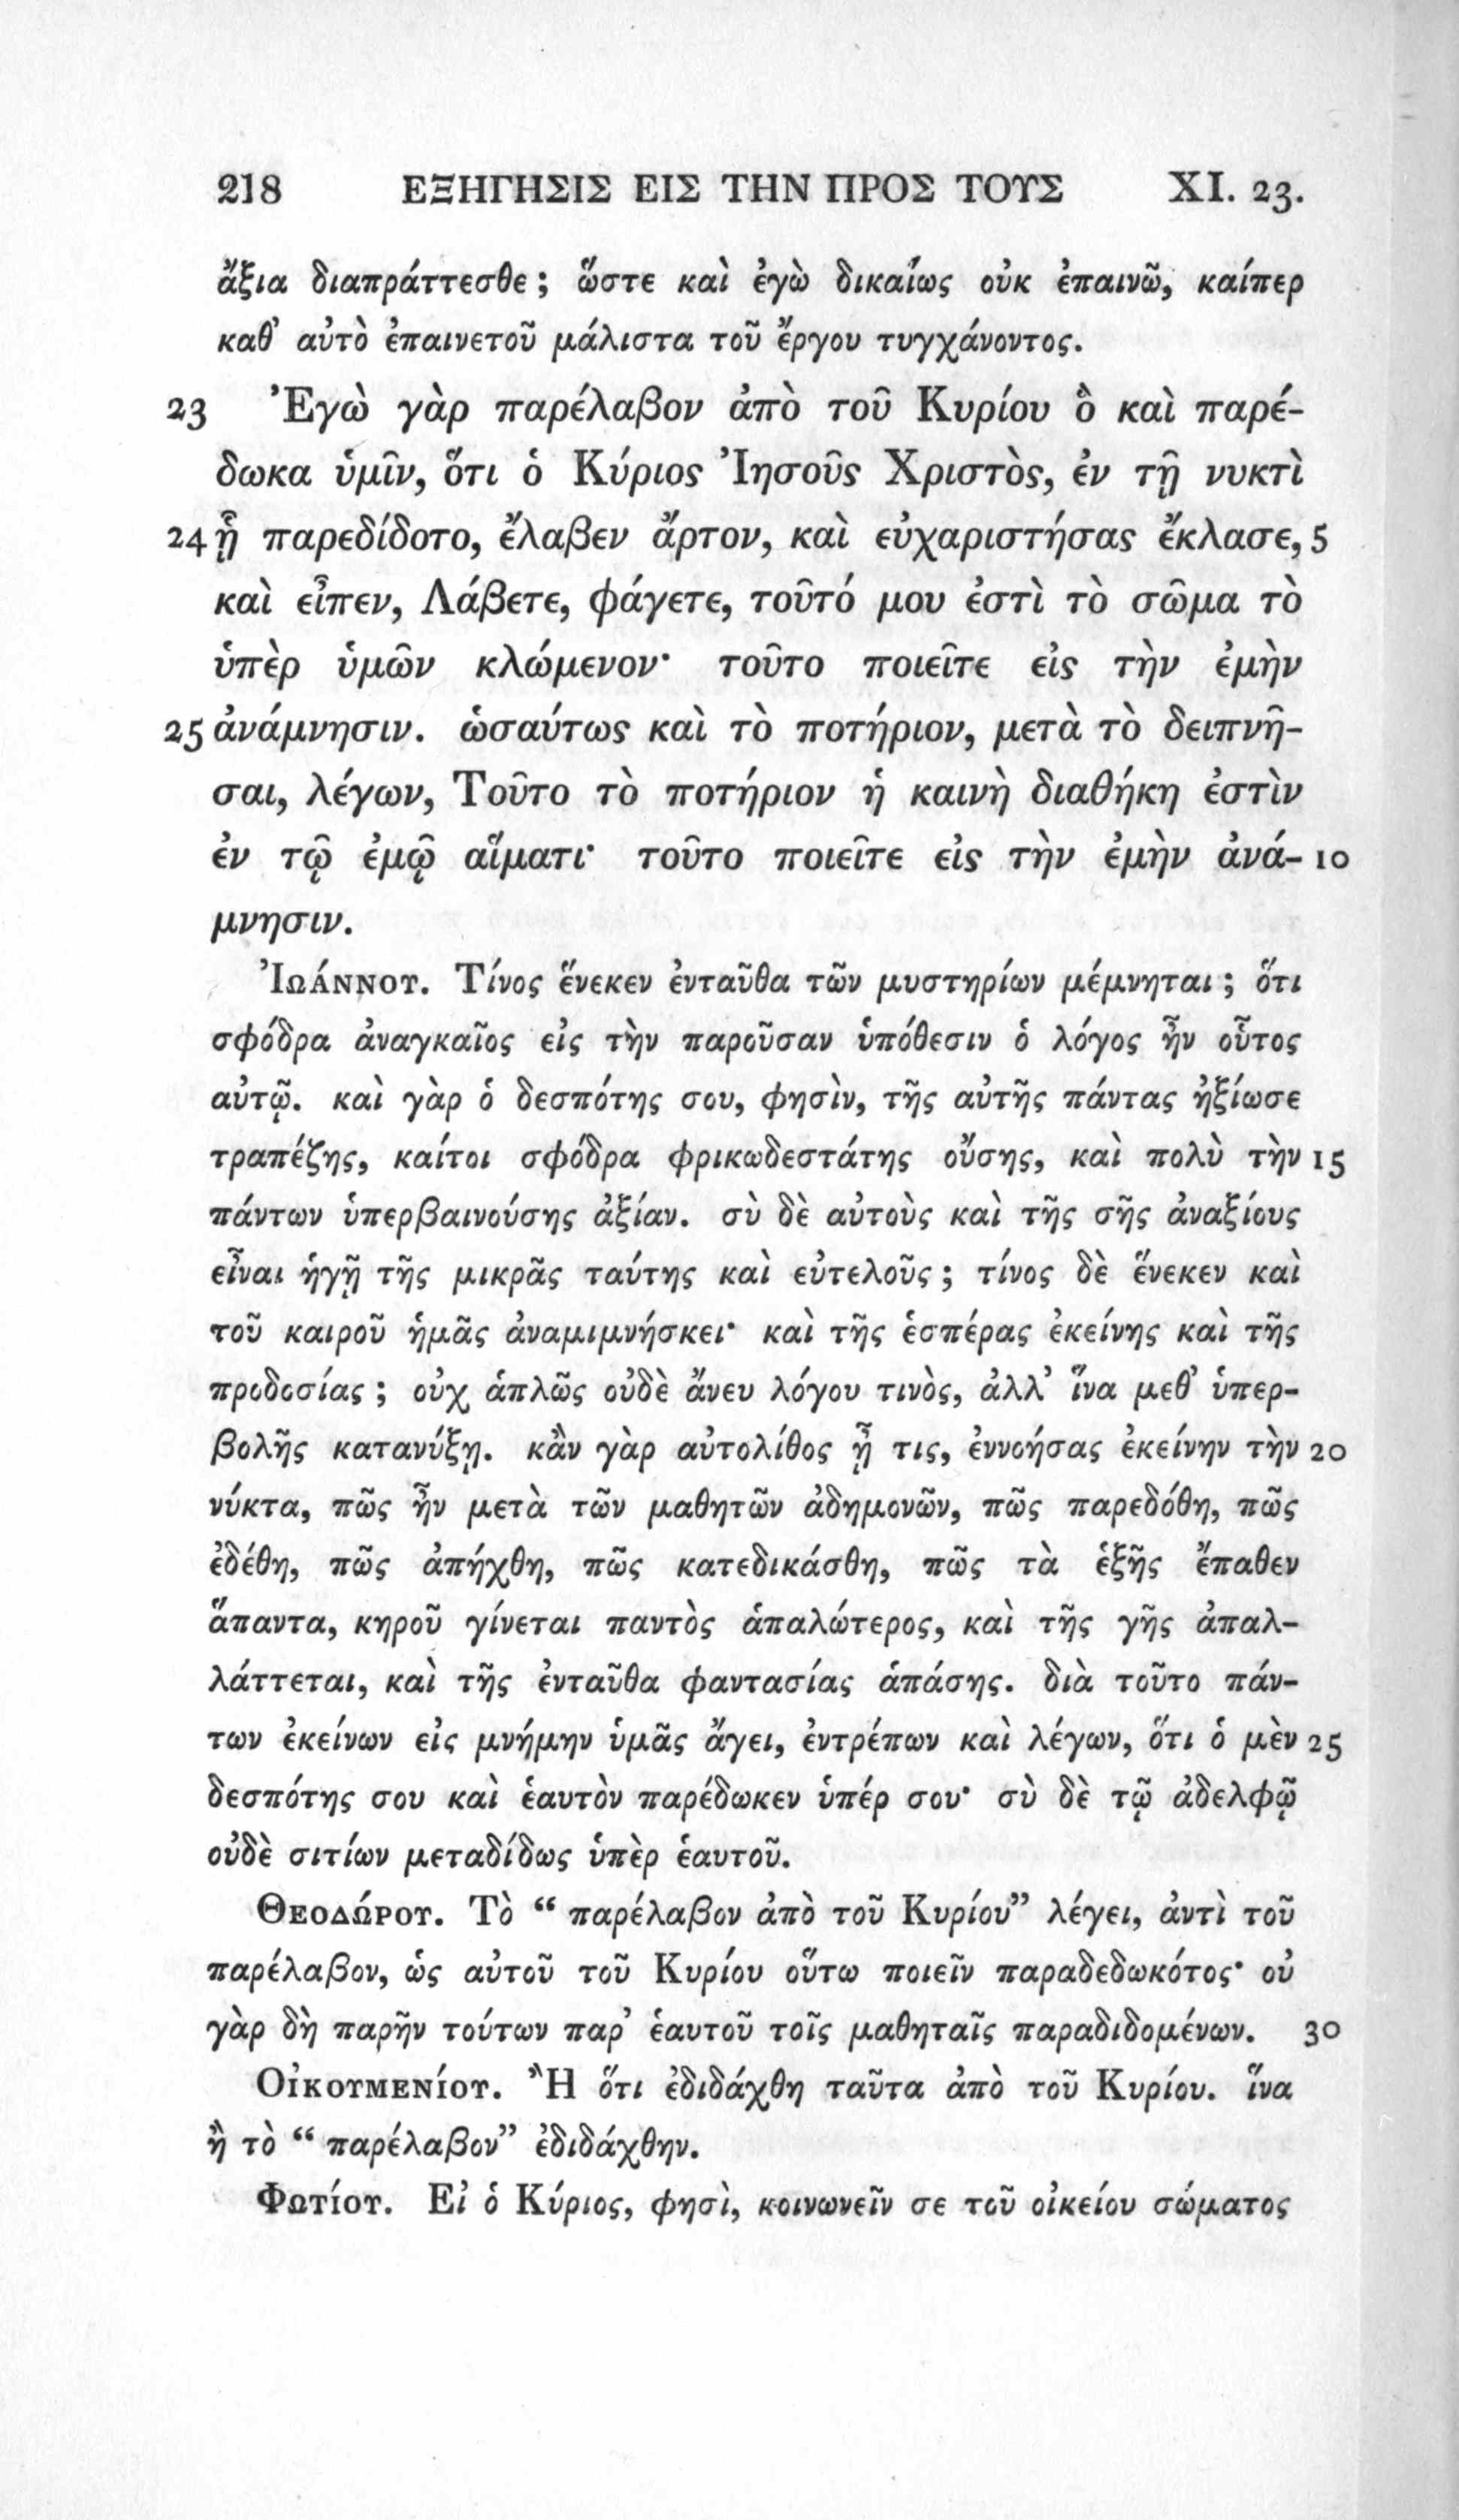 218 ΕΞΗΓΗΣΙΣ ΕΙΣ ΤΗΝ ΠΡΟΣ ΤΟΥΣ XI. 23.
ἄξια διαπράττεσθε ; ὥστε καὶ ἐγὼ δικαίως οὐκ ἐπαινῶ, καίπερ
καθ’ αὐτὸ ἐπαινετοῦ μάλιστα τοῦ ἔργου τυγχάνοντος.
23 Ἐγὼ γὰρ παρέλαβον ἀπὸ τοῦ Κυρίου ὃ καὶ παρέ-
δωκα ὑμῖν, ὅτι ὁ Κύριος Ἰησοῦς Χριστὸς, ἐν τῇ νυκτὶ
24 ᾗ παρεδίδοτο, ἔλαβεν ἄρτον, καὶ εὐχαριστήσας ἔκλασε, 5
καὶ εἶπεν, Λάβετε, φάγετε, τοῦτό μου ἐστὶ τὸ σῶμα τὸ
ὑπὲρ ὑμῶν κλώμενον· τοῦτο ποιεῖτε εἰς τὴν ἐμὴν
25 ἀνάμνησιν. ὡσαύτως καὶ τὸ ποτήριον, μετὰ τὸ δειπνῆ-
σαι, λέγων, Τοῦτο τὸ ποτήριον ἡ καινὴ διαθήκη ἐστὶν
ἐν τῷ ἐμῷ αἵματι· τοῦτο ποιεῖτε εἰς τὴν ἐμὴν ἀνά- 10
μνησιν.
Ἰωάννου. Τίνος ἕνεκεν ἐνταῦθα τῶν μυστηρίων μέμνηται ; ὅτι
σφόδρα ἀναγκαῖος εἰς τὴν παροῦσαν ὑπόθεσιν ὁ λόγος ἦν οὗτος
αὐτῷ. καὶ γὰρ ὁ δεσπότης σου, φησὶν, τῆς αὐτῆς πάντας ἠξίωσε
τραπέζης, καίτοι σφόδρα φρικωδεστάτης οὔσης, καὶ πολὺ τὴν 15
πάντων ὑπερβαινούσης ἀξίαν. σὺ δὲ αὐτοὺς καὶ τῆς σῆς ἀναξίους
εἶναι ἡγῇ τῆς μικρᾶς ταύτης καὶ εὐτελοῦς ; τίνος δὲ ἕνεκεν καὶ
τοῦ καιροῦ ἡμᾶς ἀναμιμνήσκει· καὶ τῆς ἑσπέρας ἐκείνης καὶ τῆς
προδοσίας ; οὐχ ἁπλῶς οὐδὲ ἄνευ λόγου τινὸς, ἀλλ’ ἵνα μεθ’ ὑπερ-
βολῆς κατανύξῃ. κἂν γὰρ αὐτολίθος ᾖ τις, ἐννοήσας ἐκείνην τὴν 20
νύκτα, πῶς ἦν μετὰ τῶν μαθητῶν ἀδημονῶν, πῶς παρεδόθη, πῶς
ἐδέθη, πῶς ἀπήχθη, πῶς κατεδικάσθη, πῶς τὰ ἑξῆς ἔπαθεν
ἅπαντα, κηροῦ γίνεται παντὸς ἁπαλώτερος, καὶ τῆς γῆς ἀπαλ-
λάττεται, καὶ τῆς ἐνταῦθα φαντασίας ἁπάσης. διὰ τοῦτο πάν-
των ἐκείνων εἰς μνήμην ὑμᾶς ἄγει, ἐντρέπων καὶ λέγων, ὅτι ὁ μὲν 25
δεσπότης σου καὶ ἑαυτὸν παρέδωκεν ὑπέρ σου· σὺ δὲ τῷ ἀδελφῷ
οὐδὲ σιτίων μεταδίδως ὑπὲρ ἑαυτοῦ.
Θεοδώρου. Τὸ “ παρέλαβον ἀπὸ τοῦ Κυρίου” λέγει, ἀντὶ τοῦ
παρέλαβον, ὡς αὐτοῦ τοῦ Κυρίου οὕτω ποιεῖν παραδεδωκότος· οὐ
γὰρ δὴ παρῆν τούτων παρ’ ἑαυτοῦ τοῖς μαθηταῖς παραδιδομένων. 30
Οἰκουμενίου. Ἢ ὅτι ἐδιδάχθη ταῦτα ἀπὸ τοῦ Κυρίου. ἵνα
ἢ τὸ “ παρέλαβον” ἐδιδάχθην.
Φωτίου. Εἰ ὁ Κύριος, φησὶ, κοινωνεῖν σε τοῦ οἰκείου σώματος